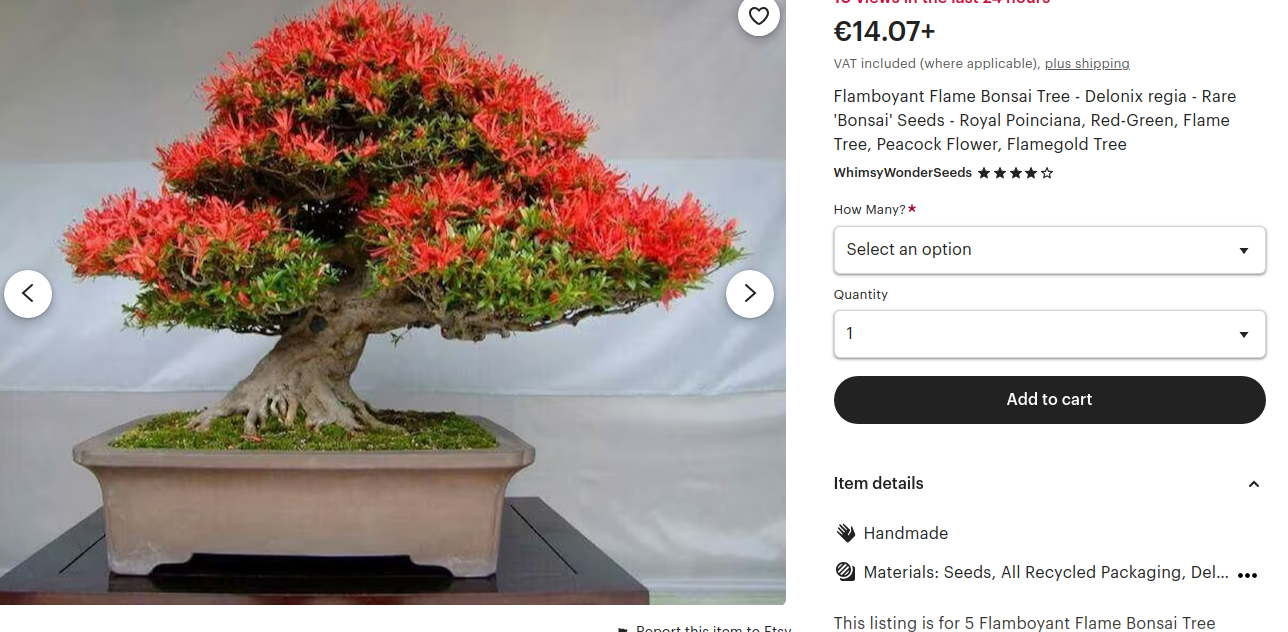 €14.07+
VAT included (where applicable), plus shipping
Flamboyant Flame Bonsai Tree - Delonix regia - Rare
'Bonsai' Seeds - Royal Poinciana, Red-Green, Flame
Tree, Peacock Flower, Flamegold Tree
WhimsyWonderSeeds
How Many?*
Select an option
Quantity
1
Add to cart
Item details
Handmade
Materials: Seeds, All Recycled Packaging, Del...
This listing is for 5 Flamboyant Flame Bonsai Tree
Report this item to Etsy